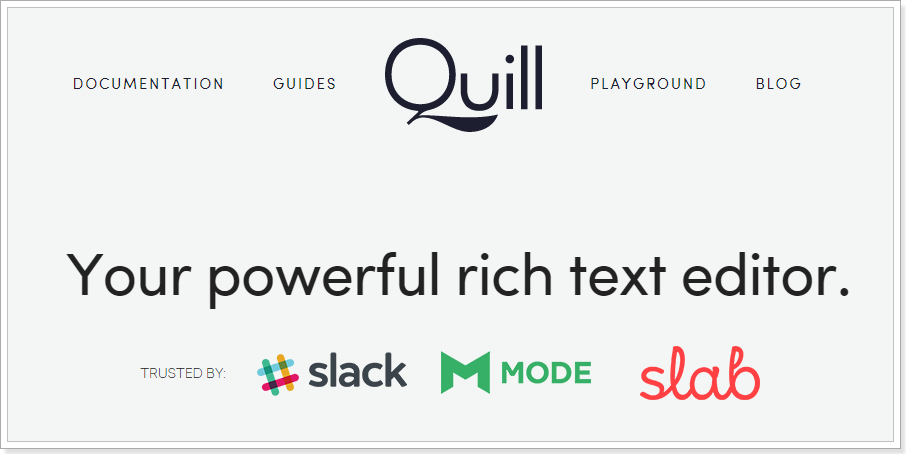 DOCUMENTATION GUIDES Quill PLAYGROUND BLOG
Your powerful rich text editor.
TRUSTED BY: slack MODE slab